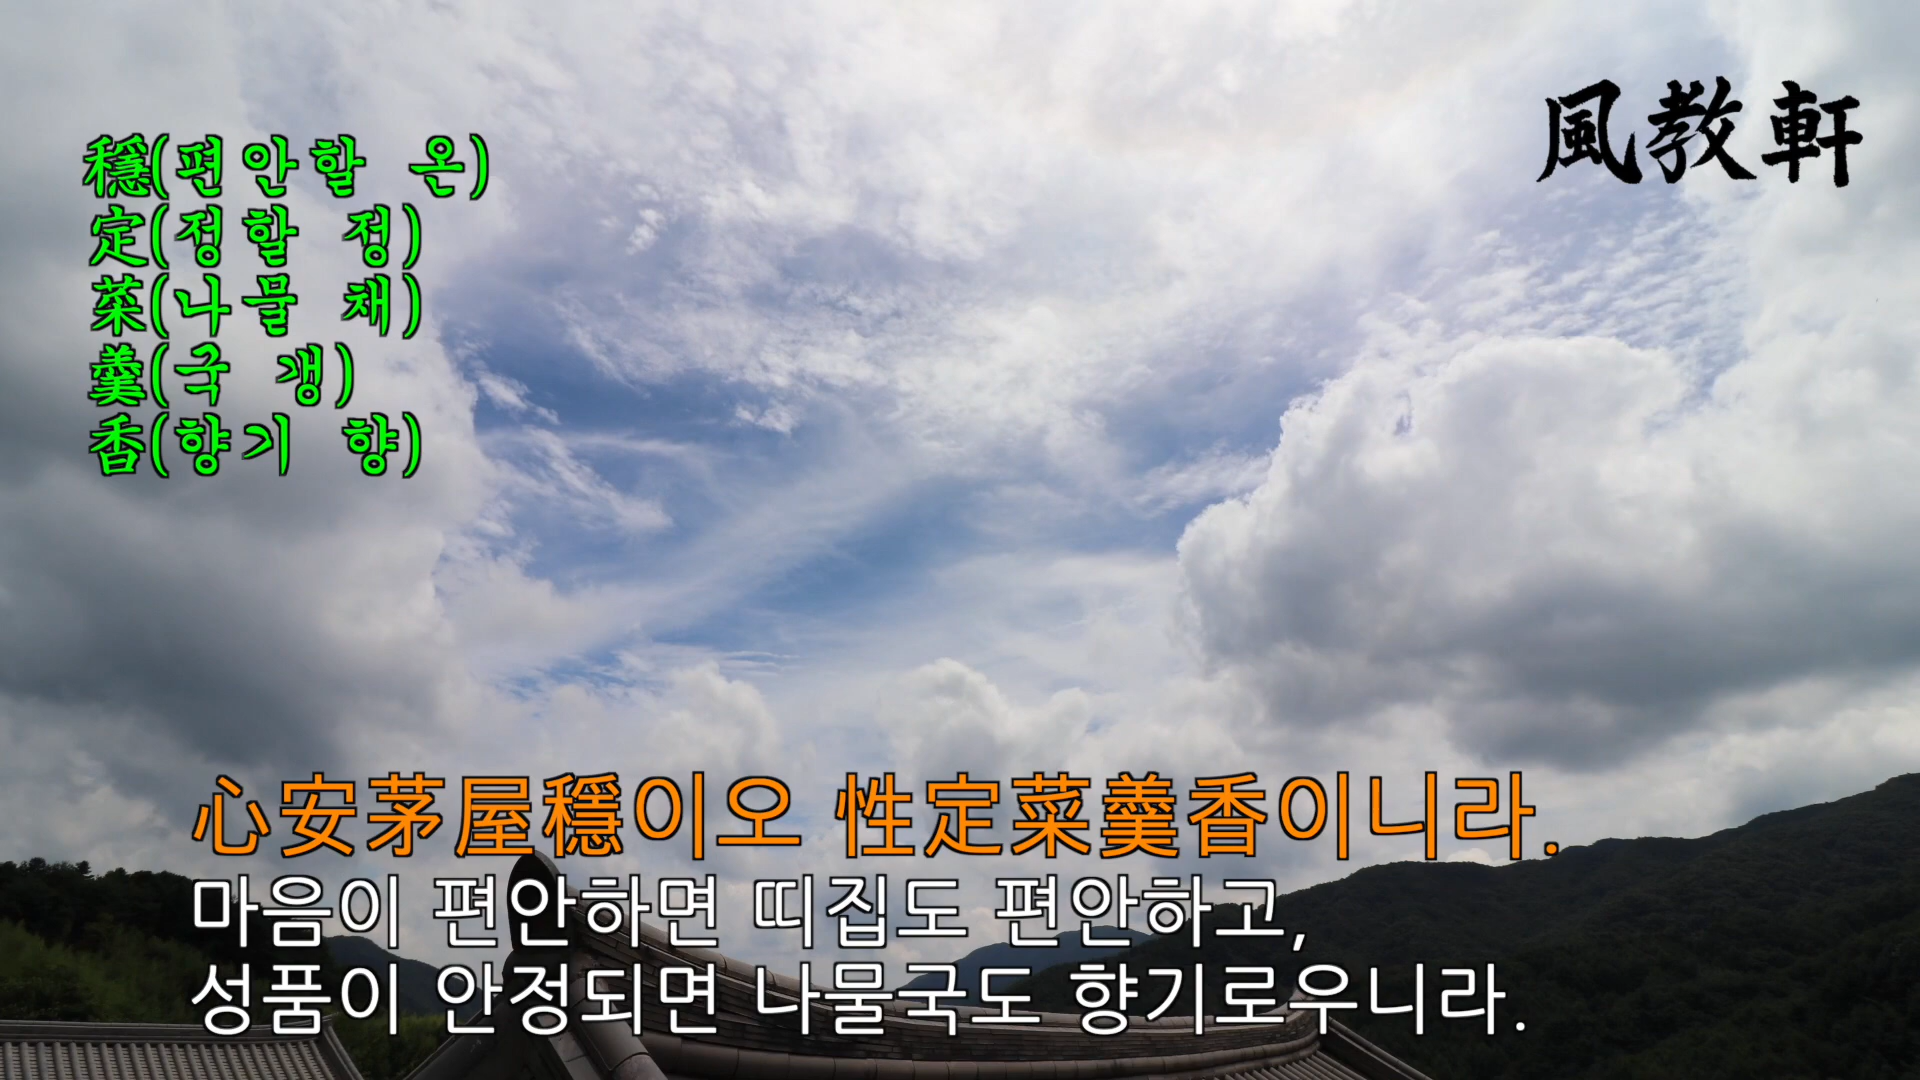 風敎軒
穩(편안할 온)
定(정할 정)
菜(나물 채)
羹(국 갱)
香(향기 향)
心安茅屋穩이오 性定菜羹香이니라.
마음이 편안하면 띠집도 편안하고,
성품이 안정되면 나물국도 향기로우니라.